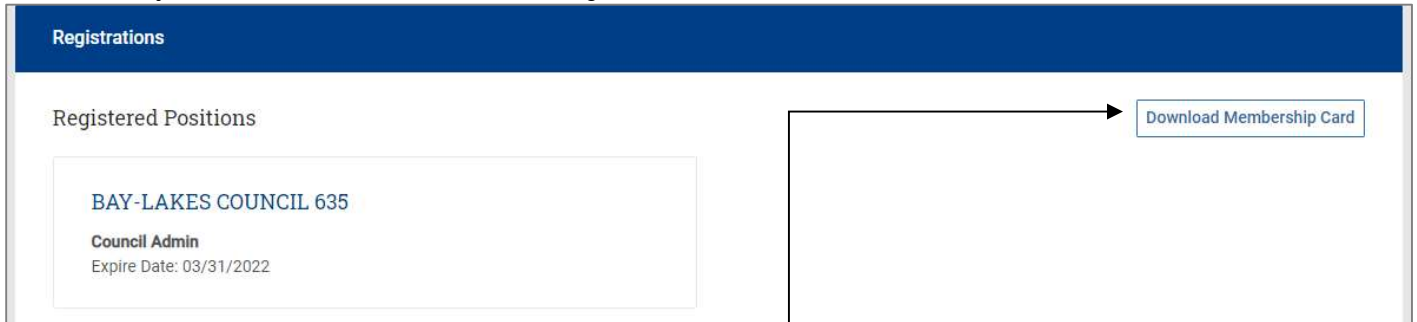 Registrations
Registered Positions
Download Membership Card
BAY-LAKES COUNCIL 635
Council Admin
Expire Date: 03/31/2022